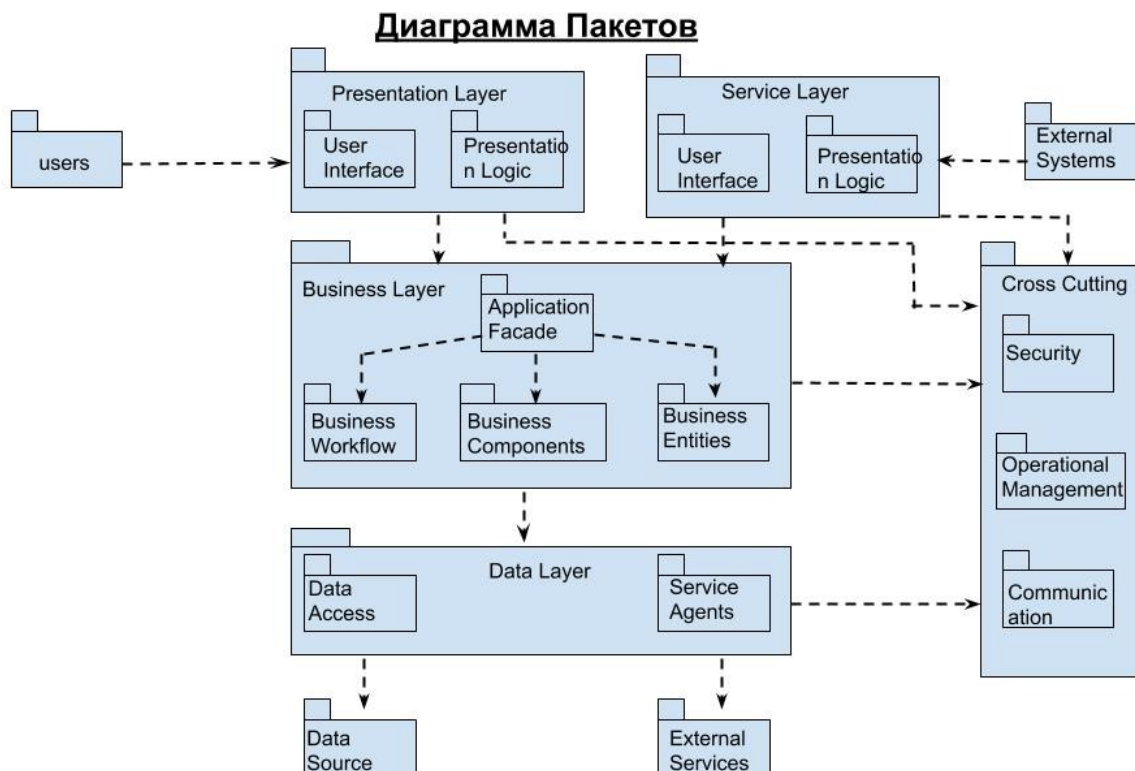 Диаграмма Пакетов
Presentation Layer
User
Interface
Presentatio
n Logic
Service Layer
User
Interface
Presentatio
n Logic
users
External
Systems
Business Layer
Application
Facade
Business
Workflow
Business
Components
Business
Entities
Cross Cutting
Security
Operational
Management
Communic
ation
Data Layer
Data
Access
Service
Agents
Data
Source
External
Services